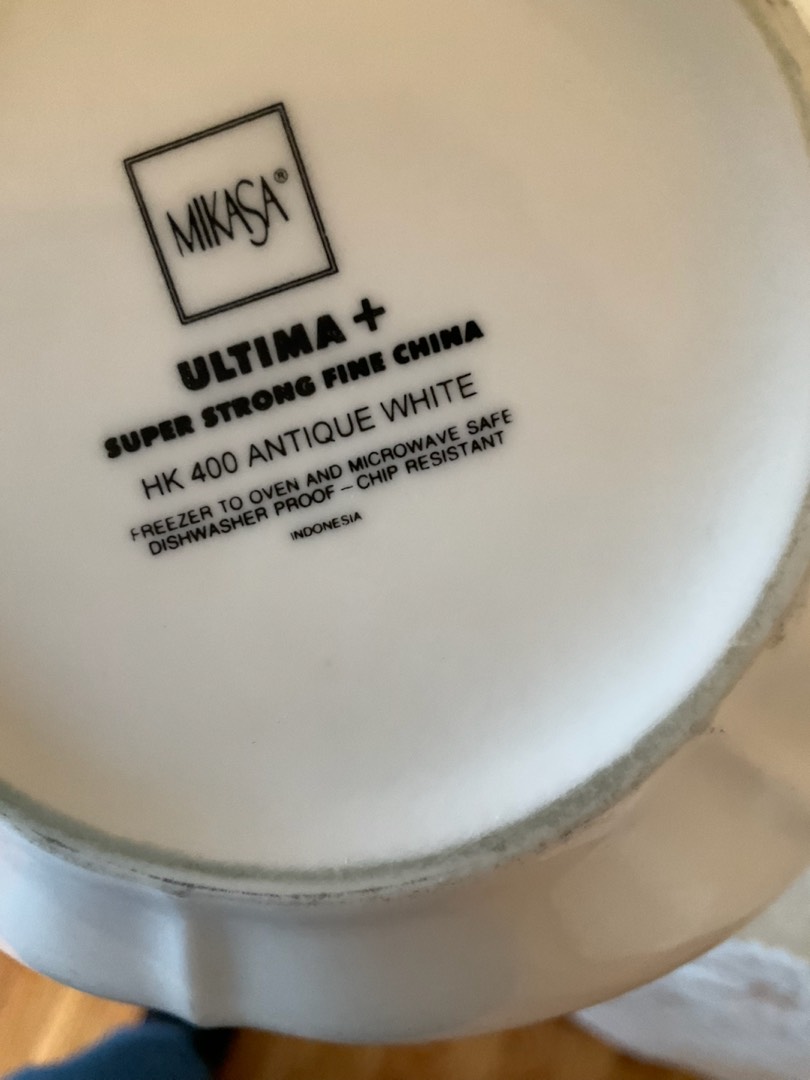 MIKASA®
ULTIMA +
SUPER STRONG FINE CHINA
HK 400 ANTIQUE WHITE
FREEZER TO OVEN AND MICROWAVE SAFE
DISHWASHER PROOF – CHIP RESISTANT
INDONESIA